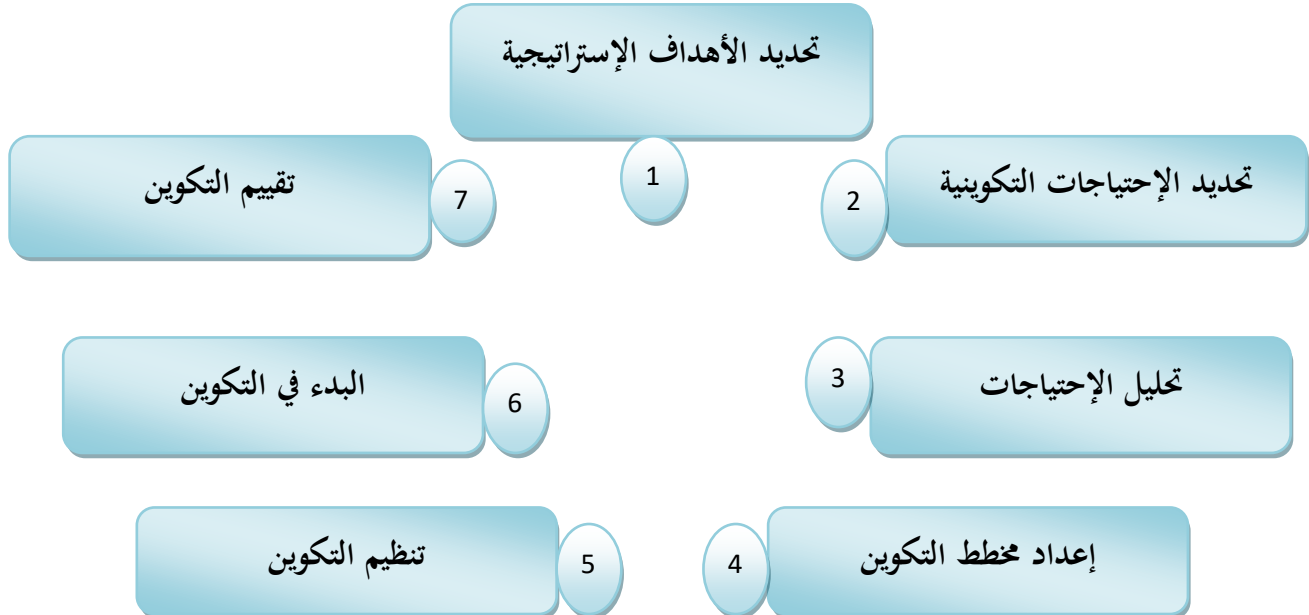 تحديد الأهداف الإستراتيجية
1
تحديد الإحتياجات التكوينية
2
تحليل الإحتياجات
3
إعداد مخطط التكوين
4
تنظيم التكوين
5
البدء في التكوين
6
تقييم التكوين
7